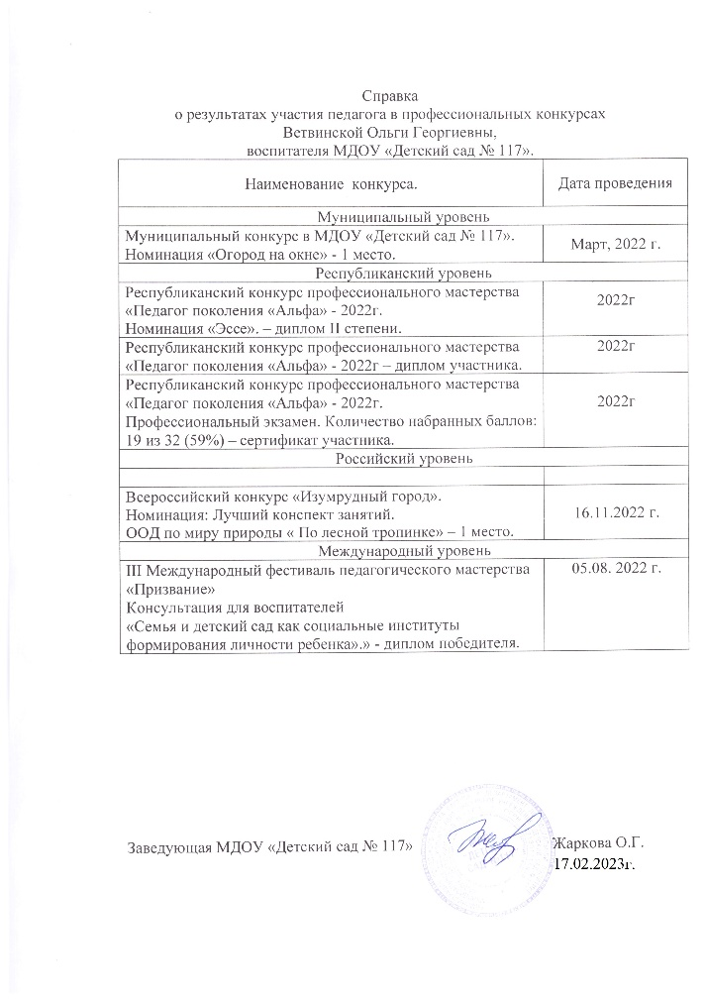 Справка
о результатах участия педагога в профессиональных конкурсах
Ветвинской Ольги Георгиевны,
воспитателя МДОУ «Детский сад № 117».
Наименование конкурса.
Дата проведения
Муниципальный уровень
Муниципальный конкурс в МДОУ «Детский сад № 117».
Номинация «Огород на окне» - 1 место.
Март, 2022 г.
Республиканский уровень
Республиканский конкурс профессионального мастерства
«Педагог поколения «Альфа» - 2022г.
Номинация «Эссе». – диплом II степени.
2022г
Республиканский конкурс профессионального мастерства
«Педагог поколения «Альфа» - 2022г – диплом участника.
2022г
Республиканский конкурс профессионального мастерства
«Педагог поколения «Альфа» - 2022г.
Профессиональный экзамен. Количество набранных баллов:
19 из 32 (59%) – сертификат участника.
2022г
Российский уровень
Всероссийский конкурс «Изумрудный город».
Номинация: Лучший конспект занятий.
ООД по миру природы « По лесной тропинке» – 1 место.
16.11.2022 г.
Международный уровень
III Международный фестиваль педагогического мастерства
«Призвание»
Консультация для воспитателей
«Семья и детский сад как социальные институты
формирования личности ребенка».» - диплом победителя.
05.08. 2022 г.
Заведующая МДОУ «Детский сад № 117»
Жаркова О.Г.
17.02.2023г.